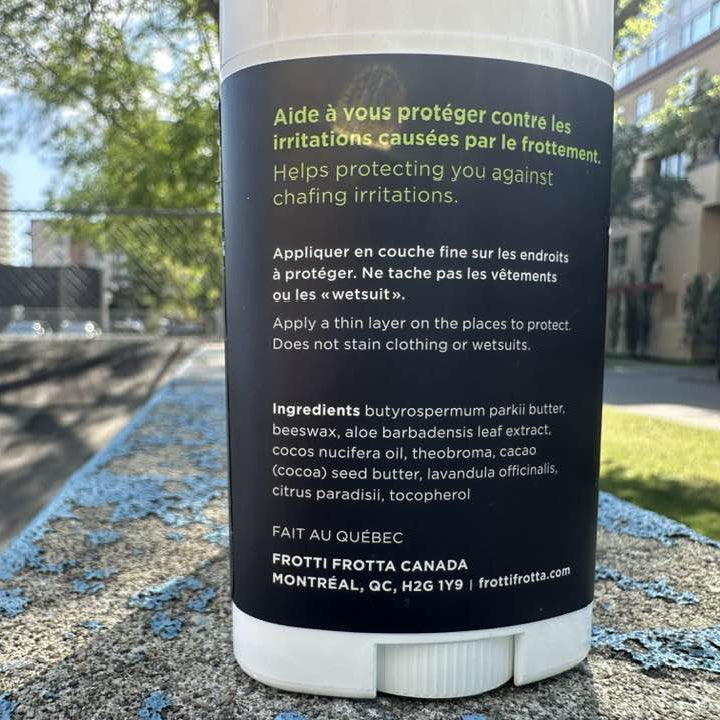 Aide à vous protéger contre les
irritations causées par le frottement.
Helps protecting you against
chafing irritations.
Appliquer en couche fine sur les endroits
à protéger. Ne tache pas les vêtements
ou les «wetsuit».
Apply a thin layer on the places to protect.
Does not stain clothing or wetsuits.
Ingredients butyrospermum parkii butter,
beeswax, aloe barbadensis leaf extract,
cocos nucifera oil, theobroma, cacao
(cocoa) seed butter, lavandula officinalis,
citrus paradisii, tocopherol
FAIT AU QUÉBEC
FROTTI FROTTA CANADA
MONTRÉAL, QC, H2G 1Y9 | frottifrotta.com